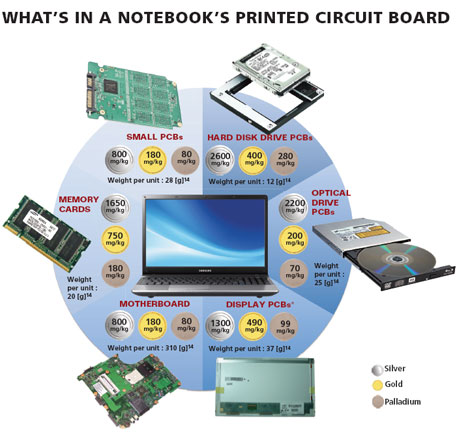 WHAT'S IN A NOTEBOOK'S PRINTED CIRCUIT BOARD
SMALL PCBs
800 mg/kg
180 mg/kg
80 mg/kg
Weight per unit : 28 [g]¹⁴
HARD DISK DRIVE PCBs
2600 mg/kg
400 mg/kg
280 mg/kg
Weight per unit : 12 [g]¹⁴
MEMORY
CARDS
1650 mg/kg
750 mg/kg
180 mg/kg
Weight
per unit :
20 [g]¹⁴
OPTICAL
DRIVE
PCBs
2200 mg/kg
200 mg/kg
70 mg/kg
Weight
per unit :
25 [g]¹⁴
SAMSUNG
MOTHERBOARD
800 mg/kg
180 mg/kg
80 mg/kg
Weight per unit : 310 [g]¹⁴
DISPLAY PCBs*
1300 mg/kg
490 mg/kg
99 mg/kg
Weight per unit : 37 [g]¹⁴
Silver
Gold
Palladium